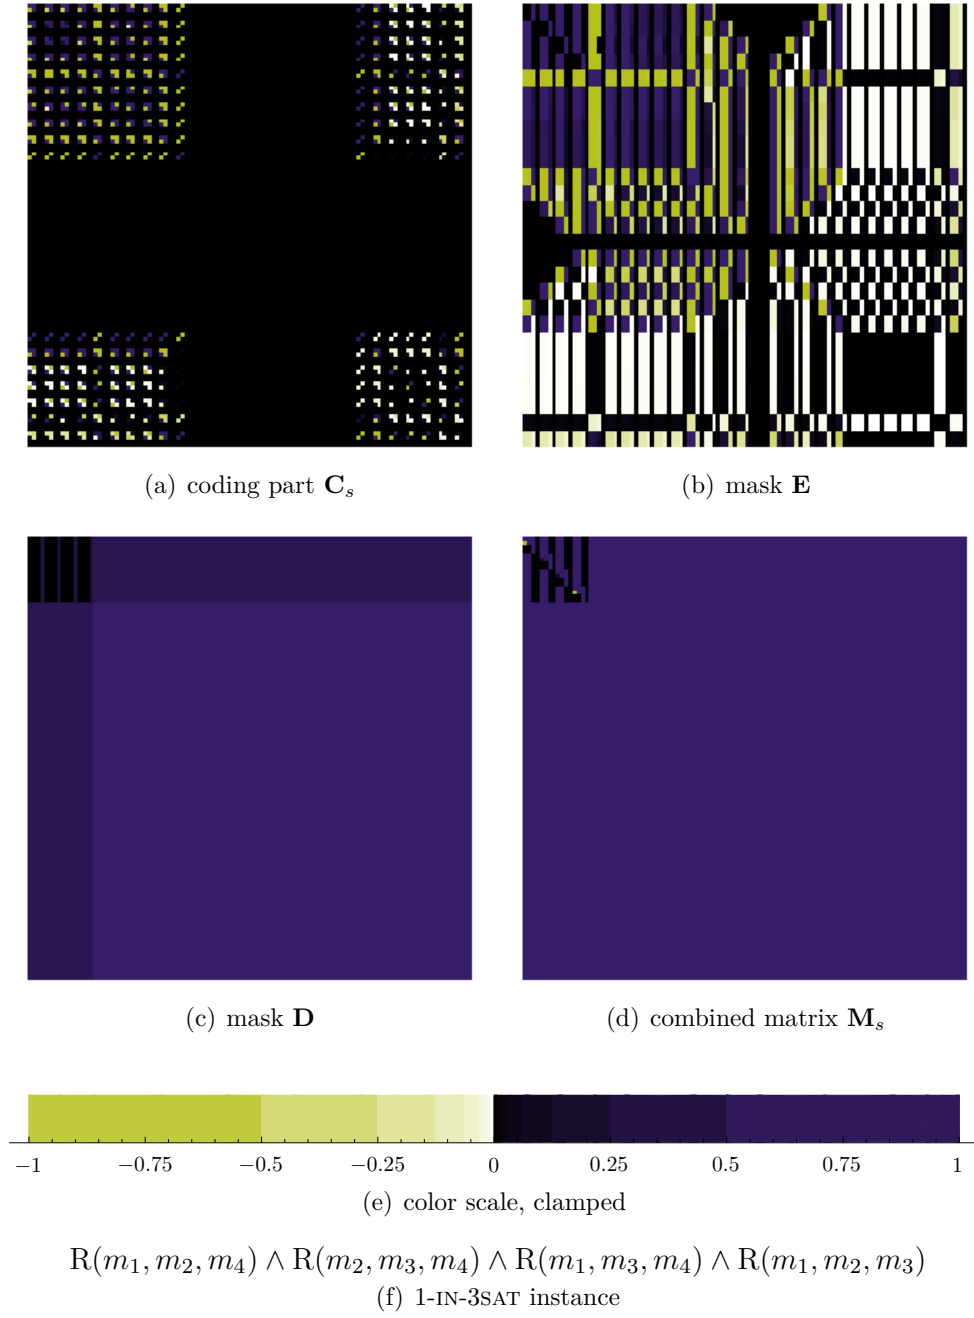 (a) coding part Cₛ
(b) mask E
(c) mask D
(d) combined matrix Mₛ
−1 −0.75 −0.5 −0.25 0 0.25 0.5 0.75 1
(e) color scale, clamped
R(m₁, m₂, m₄) ∧ R(m₂, m₃, m₄) ∧ R(m₁, m₃, m₄) ∧ R(m₁, m₂, m₃)
(f) 1-IN-3SAT instance